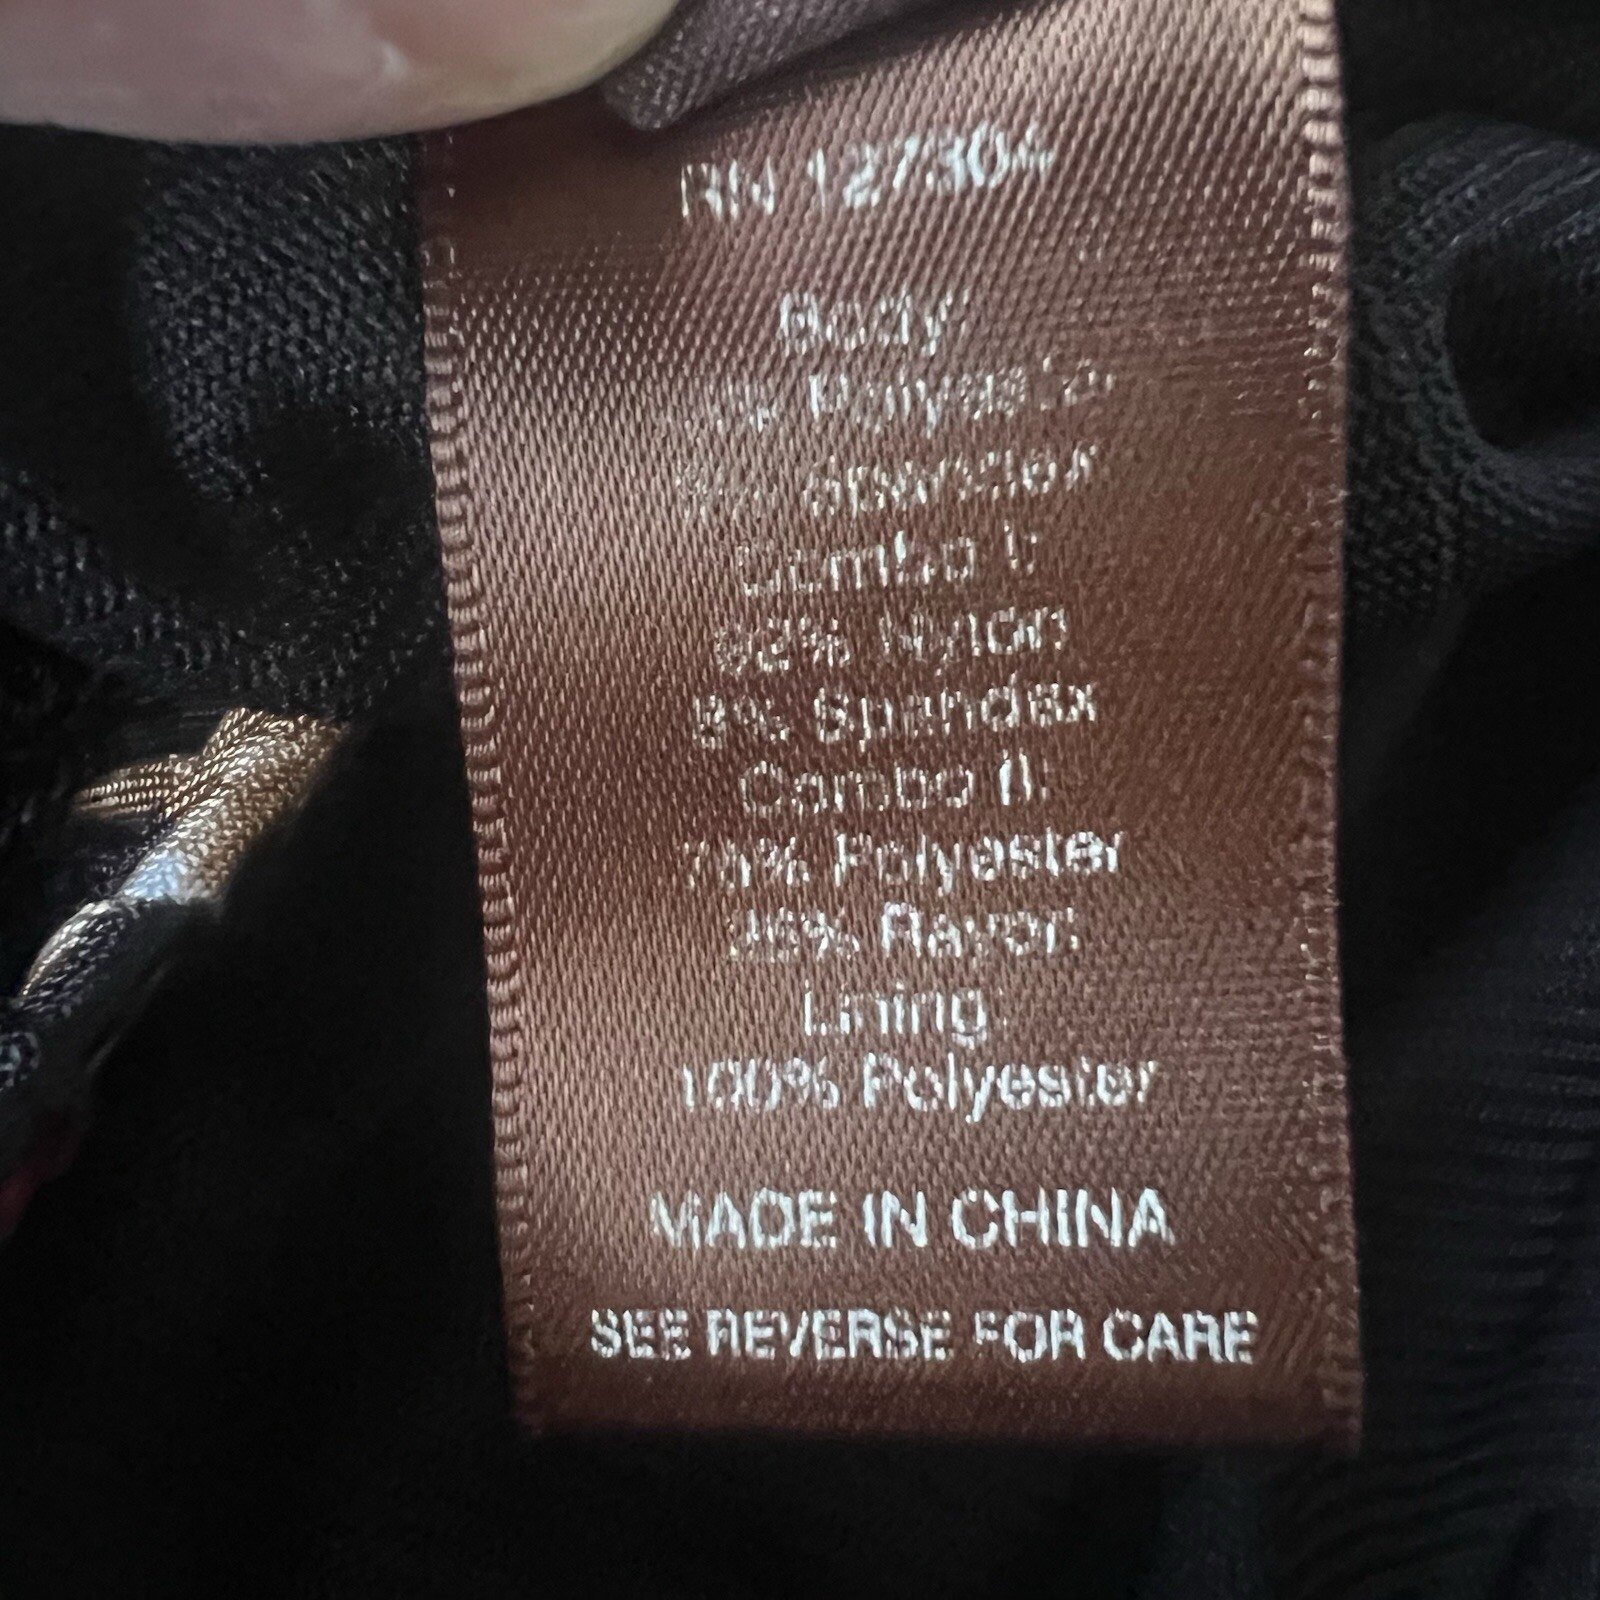 RN 127304
Body:
Polyester
Spandex
Combo I:
92% Nylon
8% Spandex
Combo II:
75% Polyester
25% Rayon
Lining:
100% Polyester
MADE IN CHINA
SEE REVERSE FOR CARE